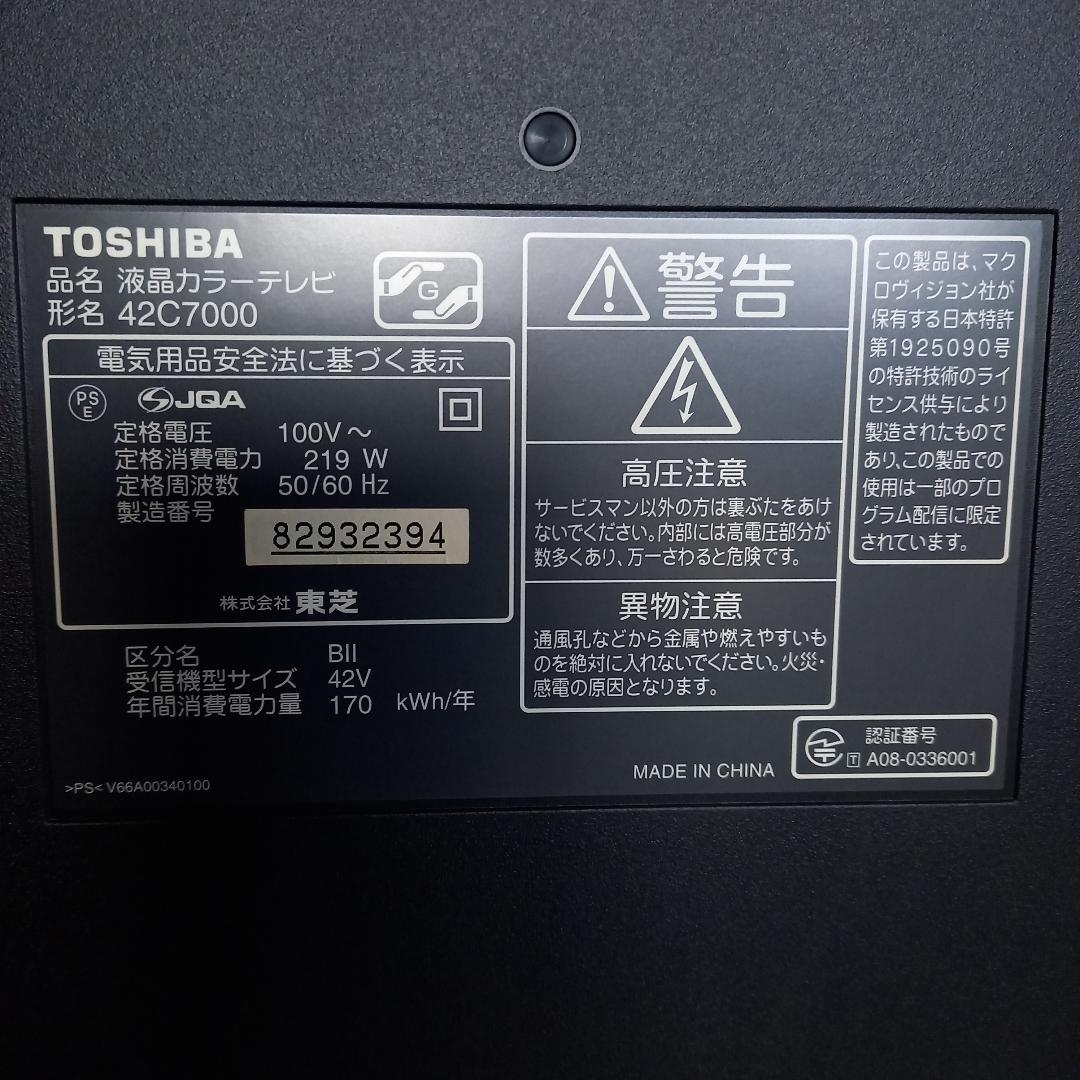 TOSHIBA
品名 液晶カラーテレビ
形名 42C7000
G
電気用品安全法に基づく表示
PS
E
JQA
定格電圧 100V～
定格消費電力 219 W
定格周波数 50/60 Hz
製造番号
82932394
株式会社 東芝
区分名 BII
受信機型サイズ 42V
年間消費電力量 170 kWh/年
>PS< V66A00340100
警告
高圧注意
サービスマン以外の方は裏ぶたをあけ
ないでください。内部には高電圧部分が
数多くあり、万一さわると危険です。
異物注意
通風孔などから金属や燃えやすいも
のを絶対に入れないでください。火災・
感電の原因となります。
この製品は、マク
ロヴィジョン社が
保有する日本特許
第1925090号
の特許技術のライ
センス供与により
製造されたもので
あり、この製品での
使用は一部のプロ
グラム配信に限定
されています。
MADE IN CHINA
認証番号
T A08-0336001